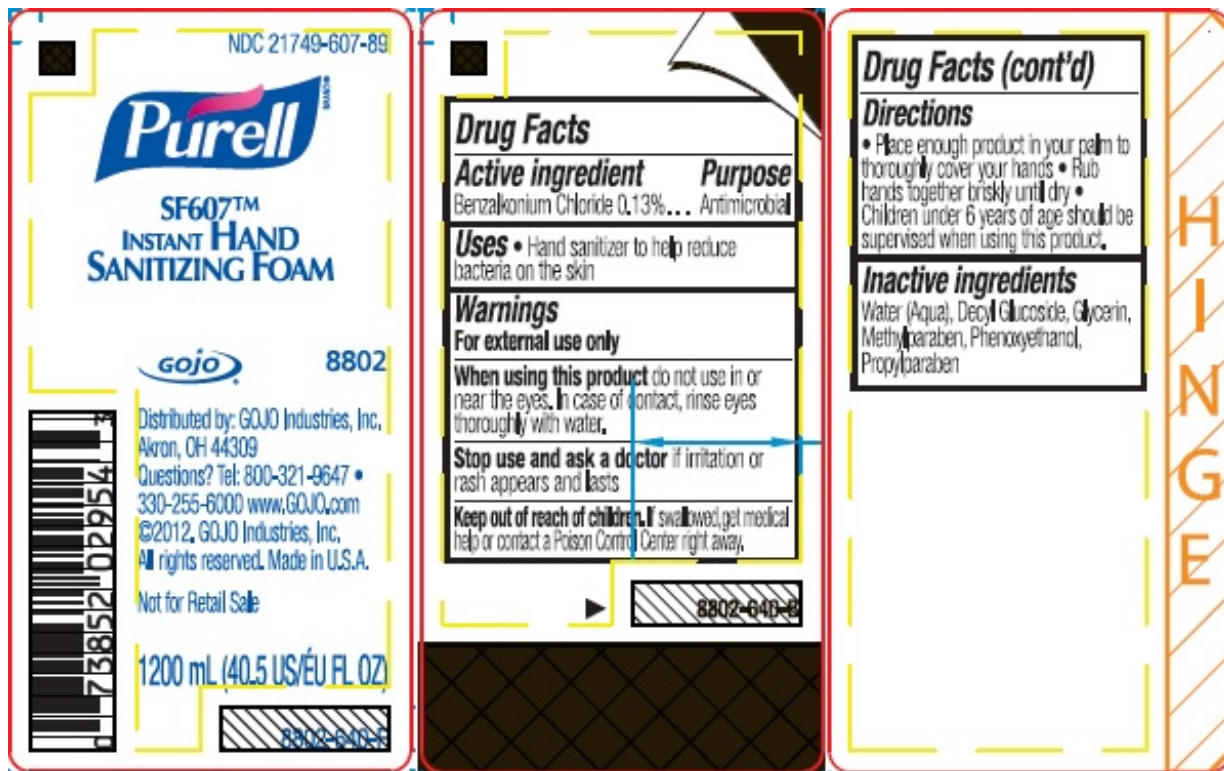 NDC 21749-607-89
Purell
SF607™
INSTANT HAND
SANITIZING FOAM
GOJO®
8802
Distributed by: GOJO Industries, Inc.
Akron, OH 44309
Questions? Tel: 800-321-9647 •
330-255-6000 www.GOJO.com
©2012. GOJO Industries, Inc.
All rights reserved. Made in U.S.A.
Not for Retail Sale
1200 mL (40.5 US/ÉU FL OZ)
8802-640-F
0 73852 02954 3
Drug Facts
Active ingredient Purpose
Benzalkonium Chloride 0.13%... Antimicrobial
Uses • Hand sanitizer to help reduce
bacteria on the skin
Warnings
For external use only
When using this product do not use in or
near the eyes. In case of contact, rinse eyes
thoroughly with water.
Stop use and ask a doctor if irritation or
rash appears and lasts
Keep out of reach of children. If swallowed, get medical
help or contact a Poison Control Center right away.
8802-640-B
Drug Facts (cont'd)
Directions
• Place enough product in your palm to
thoroughly cover your hands • Rub
hands together briskly until dry •
Children under 6 years of age should be
supervised when using this product.
Inactive ingredients
Water (Aqua), Decyl Glucoside, Glycerin,
Methylparaben, Phenoxyethanol,
Propylparaben
HINGE